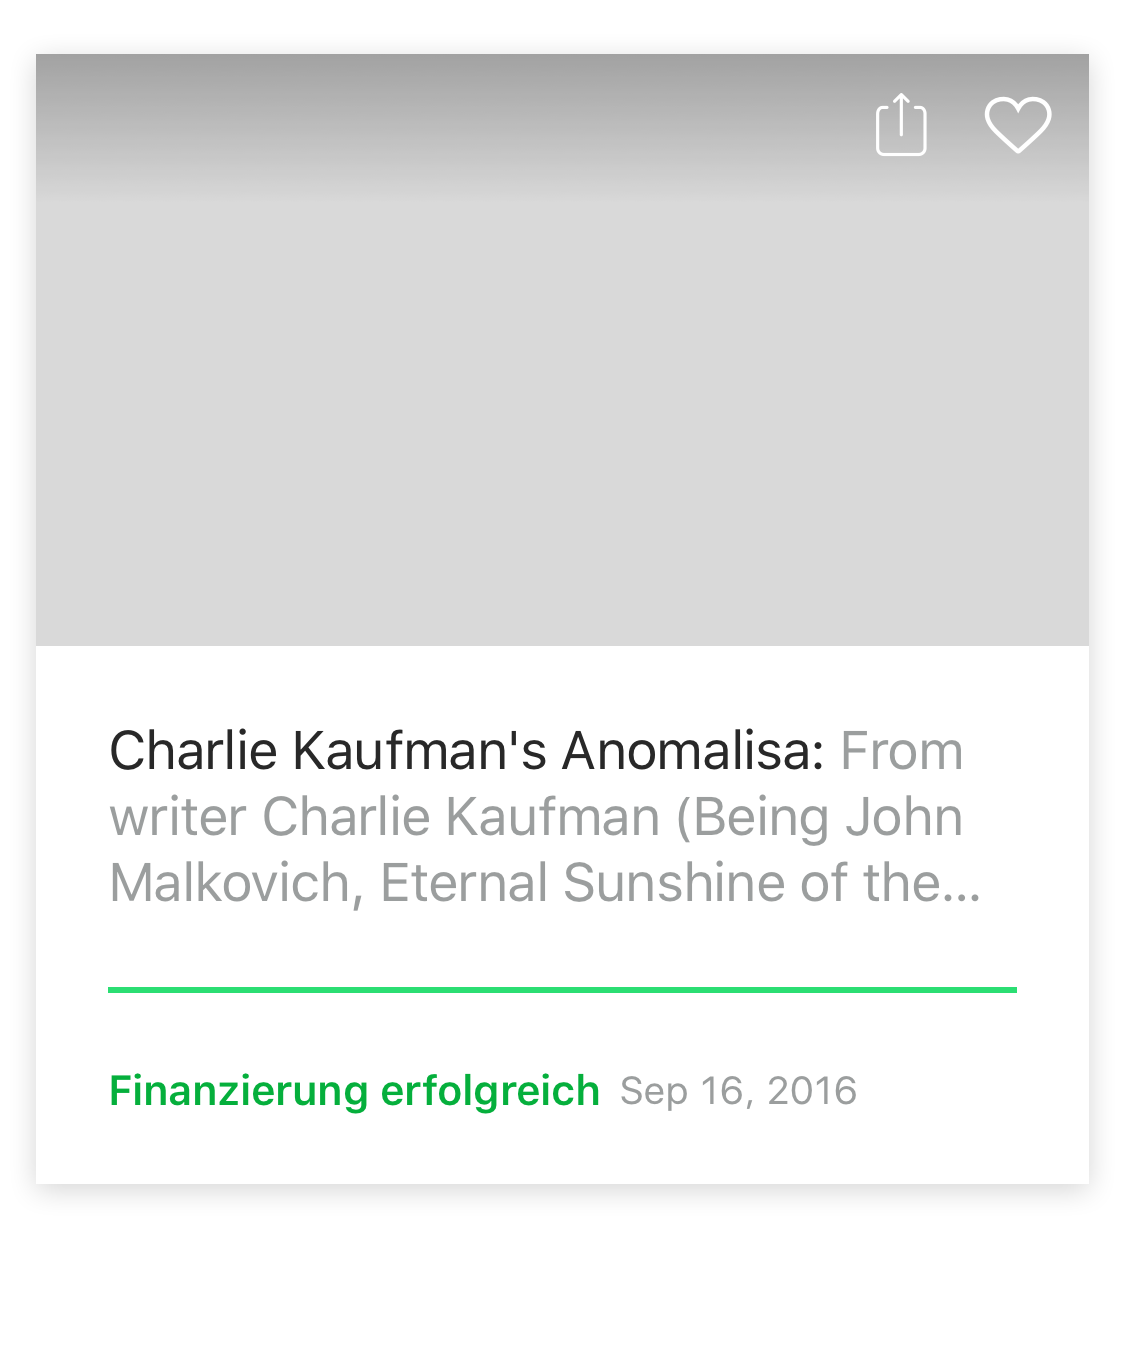 Charlie Kaufman's Anomalisa: From
writer Charlie Kaufman (Being John
Malkovich, Eternal Sunshine of the...
Finanzierung erfolgreich Sep 16, 2016